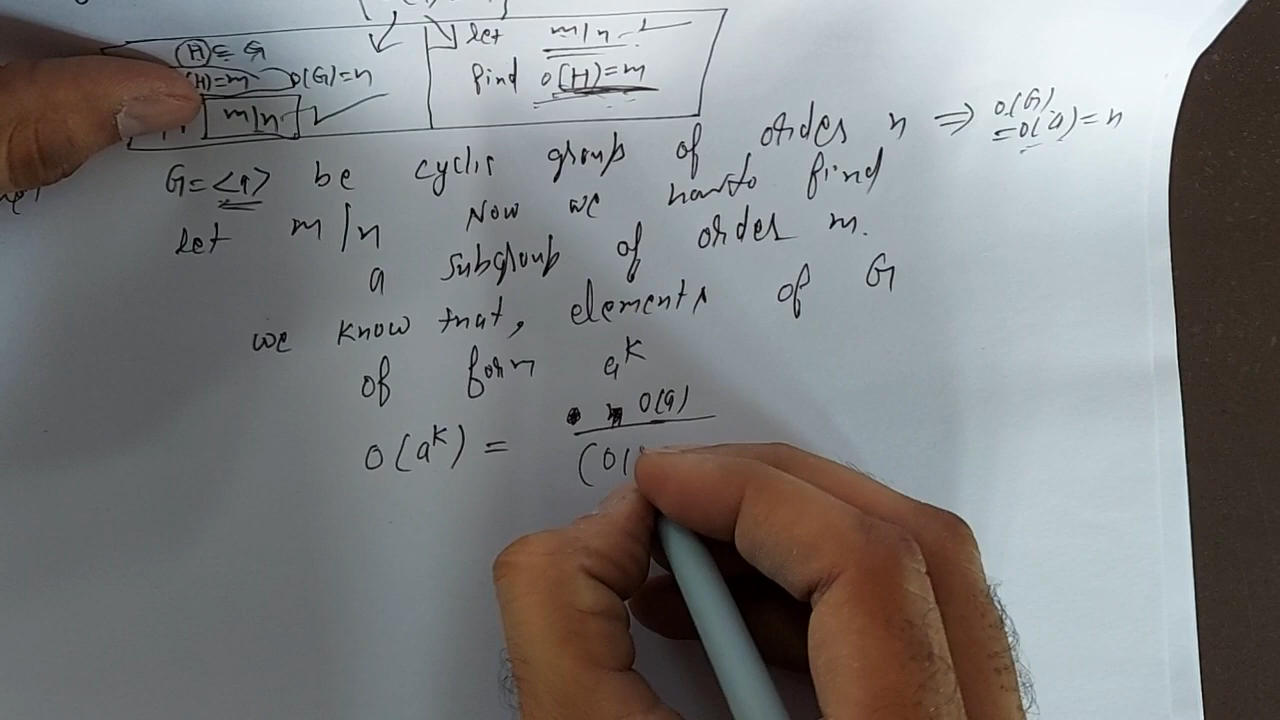 H ⊆ G
(H)=m O(G)=n
m/n
let m/n
find O(H)=m
G=<a> be cyclic group of order n ⇒ O(G) =O(a)=n
let m/n Now we have to find
a subgroup of order m.
we know that, elements of G
of form a^K
O(a^K) = O(a)
(O(